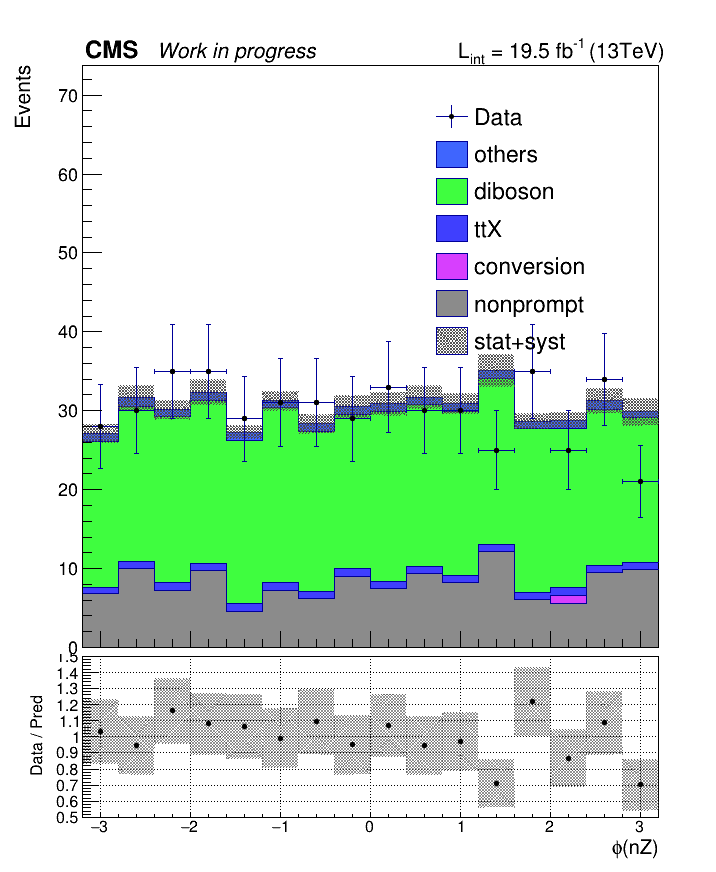 CMS Work in progress L_int = 19.5 fb^-1 (13TeV)
Events
70
60
50
40
30
20
10
0
Data
others
diboson
ttX
conversion
nonprompt
stat+syst
Data / Pred
1.5
1.4
1.3
1.2
1.1
1
0.9
0.8
0.7
0.6
0.5
−3 −2 −1 0 1 2 3
ϕ(nZ)